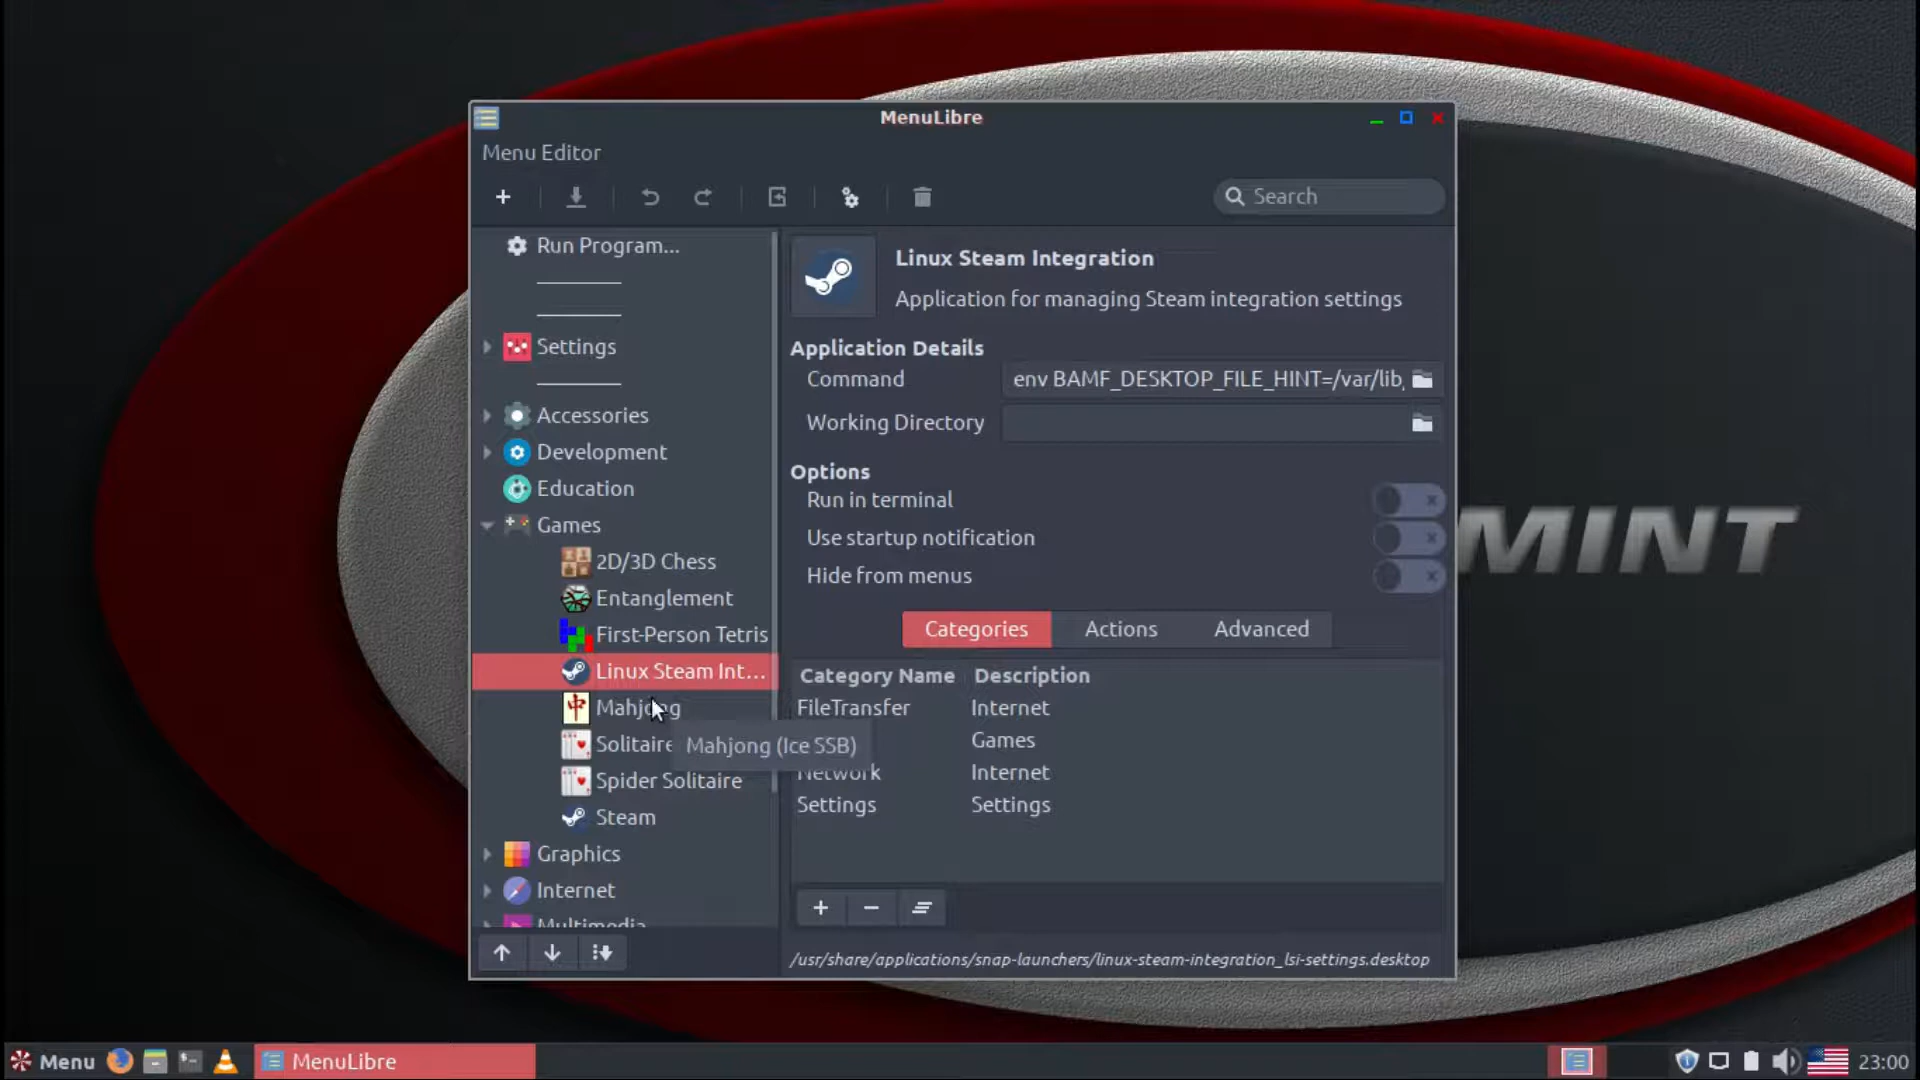 MenuLibre
Menu Editor
Search
Run Program...
Settings
Accessories
Development
Education
Games
2D/3D Chess
Entanglement
First-Person Tetris
Linux Steam Int...
Mahjong
Solitaire
Spider Solitaire
Steam
Graphics
Internet
Multimedia
Linux Steam Integration
Application for managing Steam integration settings
Application Details
Command env BAMF_DESKTOP_FILE_HINT=/var/lib,
Working Directory
Options
Run in terminal
Use startup notification
Hide from menus
Categories Actions Advanced
Category Name Description
FileTransfer Internet
Games
Mahjong (Ice SSB)
Network Internet
Settings Settings
/usr/share/applications/snap-launchers/linux-steam-integration_lsi-settings.desktop
MINT
Menu MenuLibre 23:00